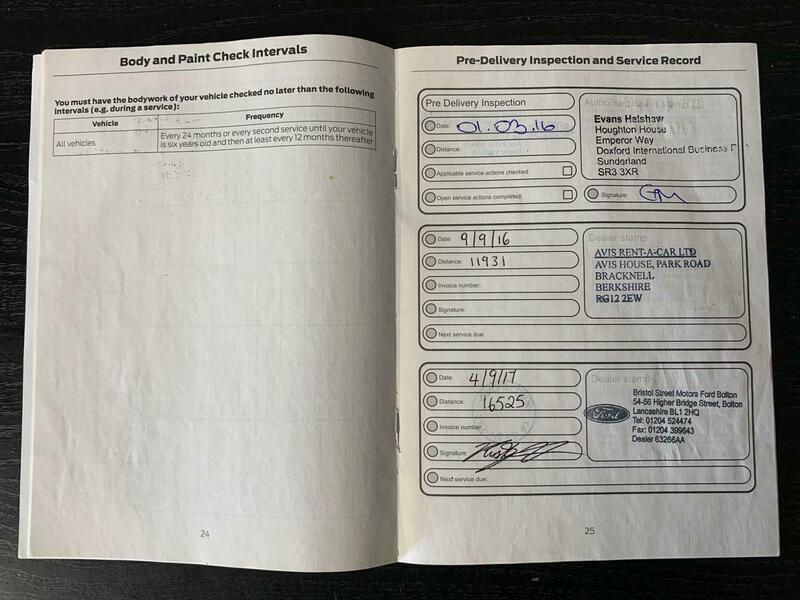 Body and Paint Check Intervals
You must have the bodywork of your vehicle checked no later than the following
intervals (e.g. during a service):
Vehicle Frequency
All vehicles Every 24 months or every second service until your vehicle
is six years old and then at least every 12 months thereafter
24
Pre-Delivery Inspection and Service Record
Pre Delivery Inspection
Date: 01.03.16
Distance:
Applicable service actions checked:
Open service actions completed:
Authorised dealer stamp
Evans Halshaw
Houghton House
Emperor Way
Doxford International Business P
Sunderland
SR3 3XR
Signature:
Date: 9/9/16
Distance: 11931
Invoice number:
Signature:
Next service due:
Dealer stamp
AVIS RENT-A-CAR LTD
AVIS HOUSE, PARK ROAD
BRACKNELL
BERKSHIRE
RG12 2EW
Date: 4/9/17
Distance: 16525
Invoice number:
Signature:
Next service due:
Dealer stamp
Ford
Bristol Street Motors Ford Bolton
54-56 Higher Bridge Street, Bolton
Lancashire BL1 2HQ
Tel: 01204 524474
Fax: 01204 399643
Dealer 63266AA
25